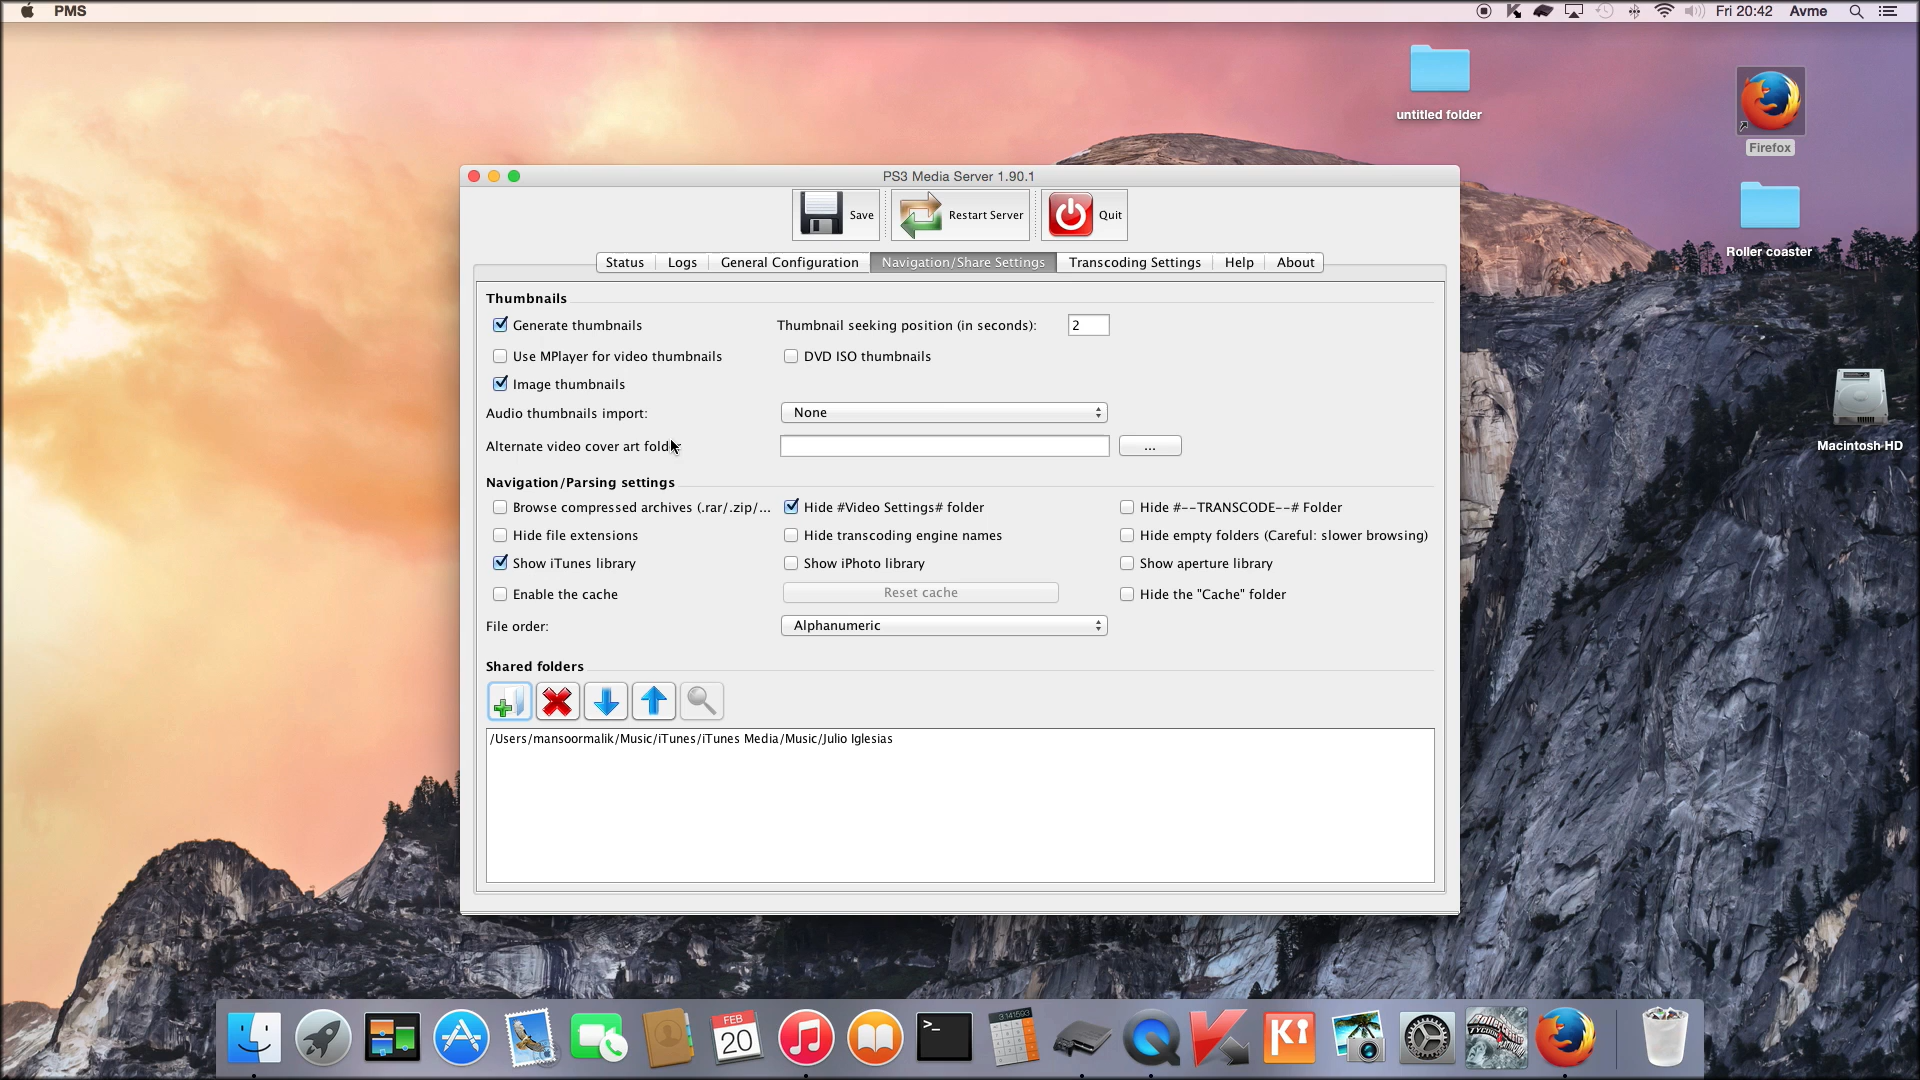 PMS
Fri 20:42 Avme
untitled folder
Firefox
Roller coaster
Macintosh HD
PS3 Media Server 1.90.1
Save Restart Server Quit
Status Logs General Configuration Navigation/Share Settings Transcoding Settings Help About
Thumbnails
Generate thumbnails Thumbnail seeking position (in seconds): 2
Use MPlayer for video thumbnails DVD ISO thumbnails
Image thumbnails
Audio thumbnails import: None
Alternate video cover art folder ...
Navigation/Parsing settings
Browse compressed archives (.rar/.zip/... Hide #Video Settings# folder Hide #--TRANSCODE--# Folder
Hide file extensions Hide transcoding engine names Hide empty folders (Careful: slower browsing)
Show iTunes library Show iPhoto library Show aperture library
Enable the cache Reset cache Hide the "Cache" folder
File order: Alphanumeric
Shared folders
/Users/mansoormalik/Music/iTunes/iTunes Media/Music/Julio Iglesias
FEB
20
>_
3.141593